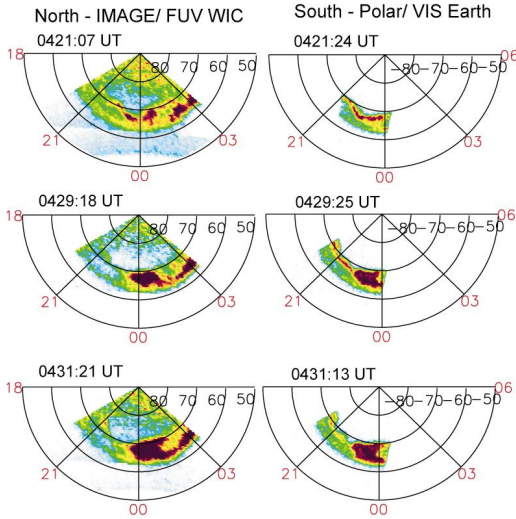 North - IMAGE/ FUV WIC
South - Polar/ VIS Earth
0421:07 UT
0421:24 UT
18
80 70 60 50
-80-70-60-50
06
21
03
21
00
00
0429:18 UT
0429:25 UT
18
80 70 60 50
-80-70-60-50
06
21
03
21
00
00
0431:21 UT
0431:13 UT
18
80 70 60 50
-80-70-60-50
06
21
03
21
00
00